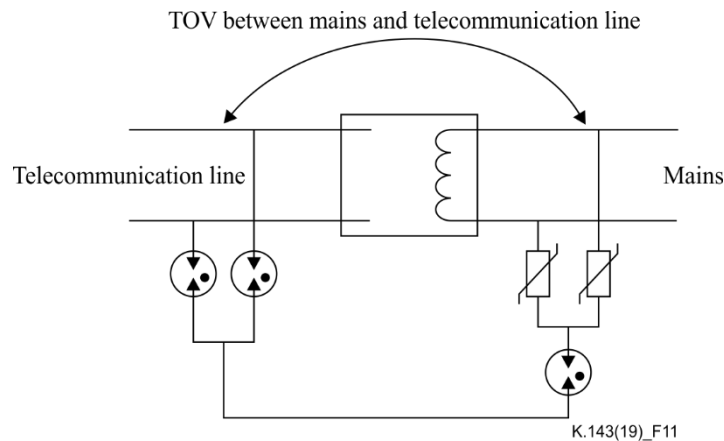 TOV between mains and telecommunication line
Telecommunication line
Mains
K.143(19)_F11